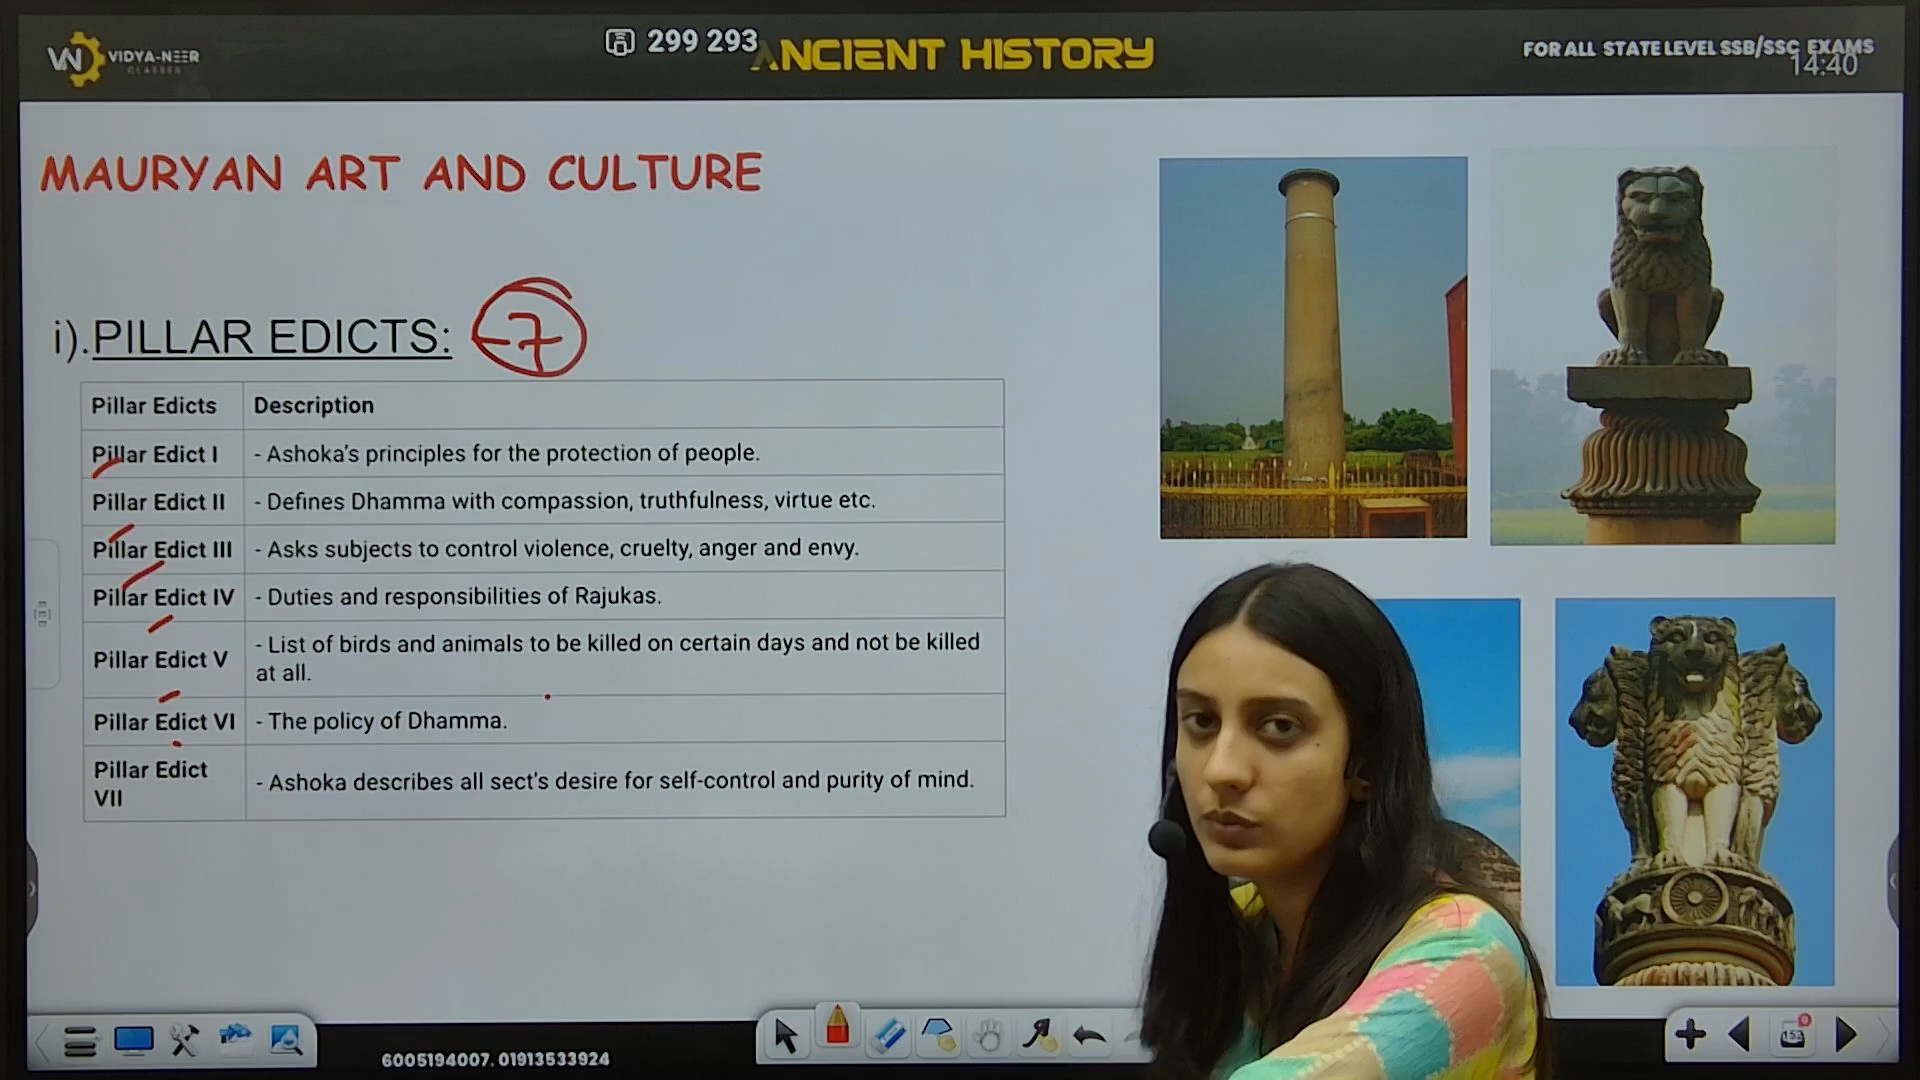 VN VIDYA-NEER
CLASSES
299 293
ANCIENT HISTORY
FOR ALL STATE LEVEL SSB/SSC EXAMS
14:40
MAURYAN ART AND CULTURE
i).PILLAR EDICTS: -7
Pillar Edicts Description
Pillar Edict I - Ashoka's principles for the protection of people.
Pillar Edict II - Defines Dhamma with compassion, truthfulness, virtue etc.
Pillar Edict III - Asks subjects to control violence, cruelty, anger and envy.
Pillar Edict IV - Duties and responsibilities of Rajukas.
Pillar Edict V - List of birds and animals to be killed on certain days and not be killed
at all.
Pillar Edict VI - The policy of Dhamma.
Pillar Edict
VII
- Ashoka describes all sect's desire for self-control and purity of mind.
6005194007. 01913533924
152